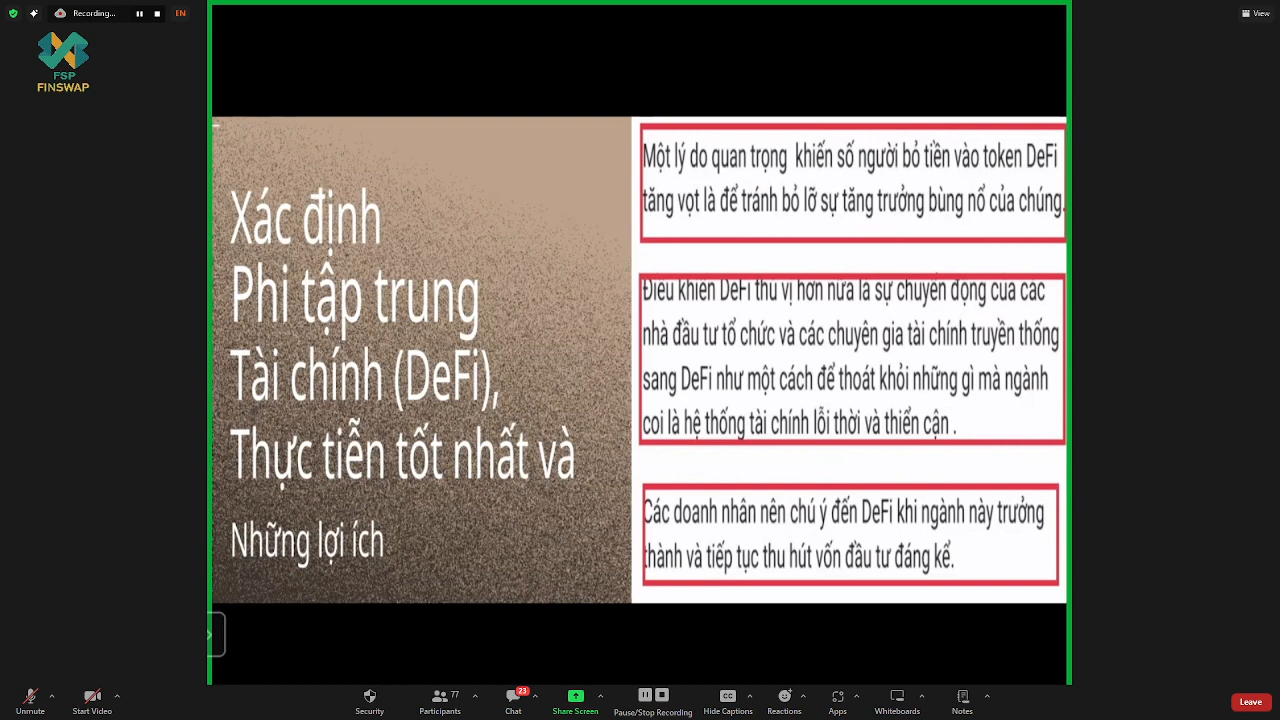 Recording...
EN
View
FSP
FINSWAP
Xác định
Phi tập trung
Tài chính (DeFi),
Thực tiễn tốt nhất và
Những lợi ích
Một lý do quan trọng khiến số người bỏ tiền vào token DeFi
tăng vọt là để tránh bỏ lỡ sự tăng trưởng bùng nổ của chúng.
Điều khiến DeFi thú vị hơn nữa là sự chuyển động của các
nhà đầu tư tổ chức và các chuyên gia tài chính truyền thống
sang DeFi như một cách để thoát khỏi những gì mà ngành
coi là hệ thống tài chính lỗi thời và thiển cận .
Các doanh nhân nên chú ý đến DeFi khi ngành này trưởng
thành và tiếp tục thu hút vốn đầu tư đáng kể.
Unmute
Start Video
Security
77
Participants
23
Chat
Share Screen
Pause/Stop Recording
CC
Hide Captions
Reactions
Apps
Whiteboards
Notes
Leave